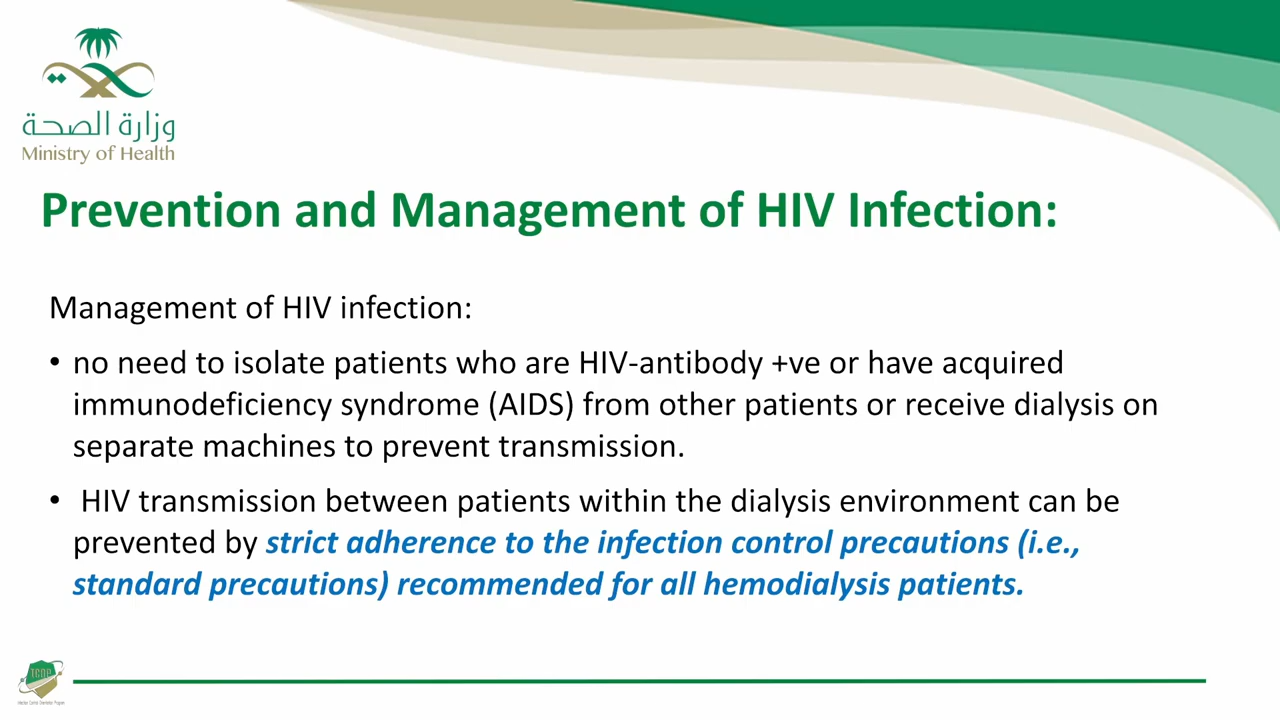 وزارة الصحة
Ministry of Health
Prevention and Management of HIV Infection:
Management of HIV infection:
• no need to isolate patients who are HIV-antibody +ve or have acquired
immunodeficiency syndrome (AIDS) from other patients or receive dialysis on
separate machines to prevent transmission.
• HIV transmission between patients within the dialysis environment can be
prevented by strict adherence to the infection control precautions (i.e.,
standard precautions) recommended for all hemodialysis patients.